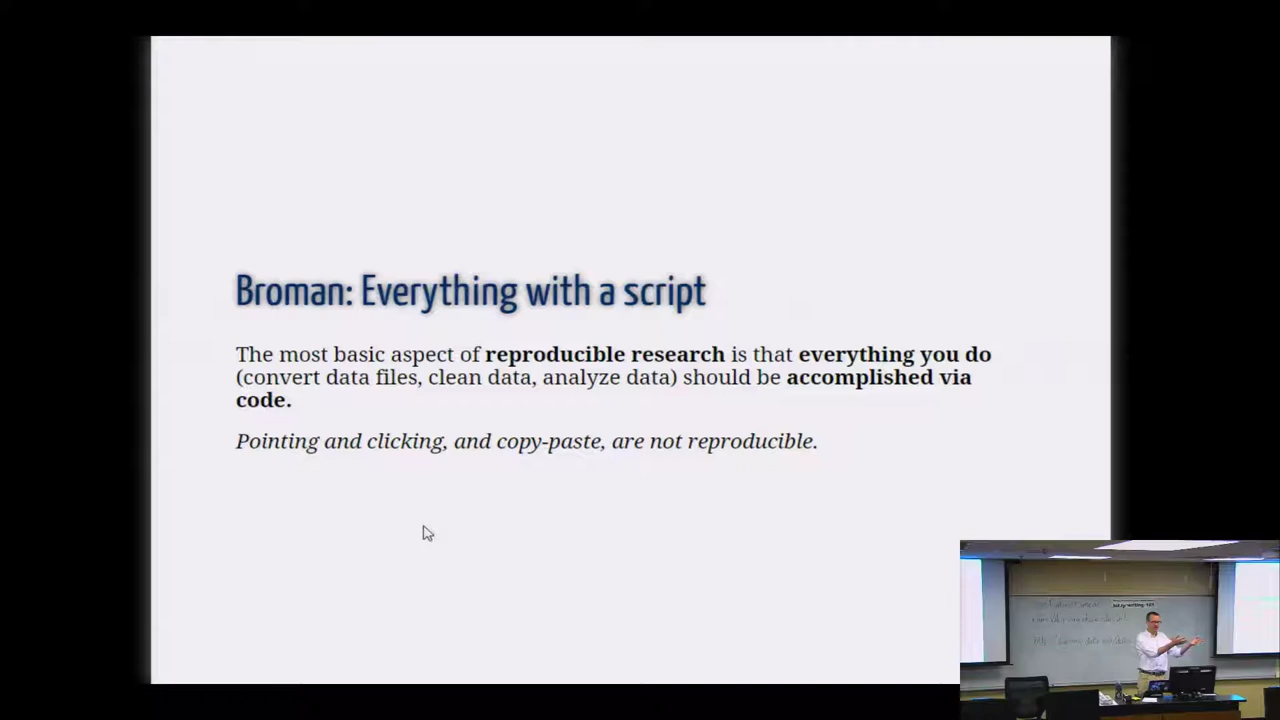 Broman: Everything with a script
The most basic aspect of reproducible research is that everything you do
(convert data files, clean data, analyze data) should be accomplished via
code.
Pointing and clicking, and copy-paste, are not reproducible.